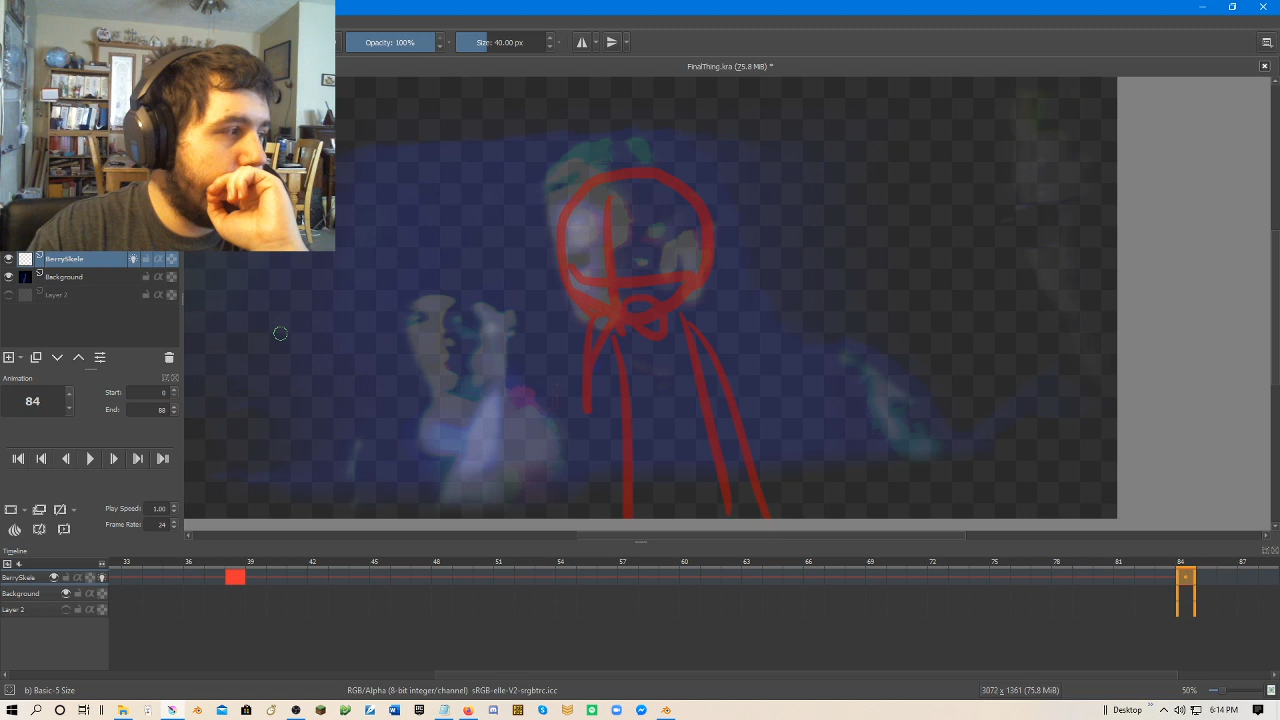 Opacity: 100%
Size: 40.00 px
FinalThing.kra (75.8 MiB) *
BerrySkele
Background
Layer 2
Animation
84
Start: 0
End: 88
Play Speed: 1.00
Frame Rate: 24
Timeline
33 36 39 42 45 48 51 54 57 60 63 66 69 72 75 78 81 84 87
BerrySkele
Background
Layer 2
b) Basic-5 Size
RGB/Alpha (8-bit integer/channel) sRGB-elle-V2-srgbtrc.icc
3072 x 1361 (75.8 MiB)
50%
Desktop
6:14 PM